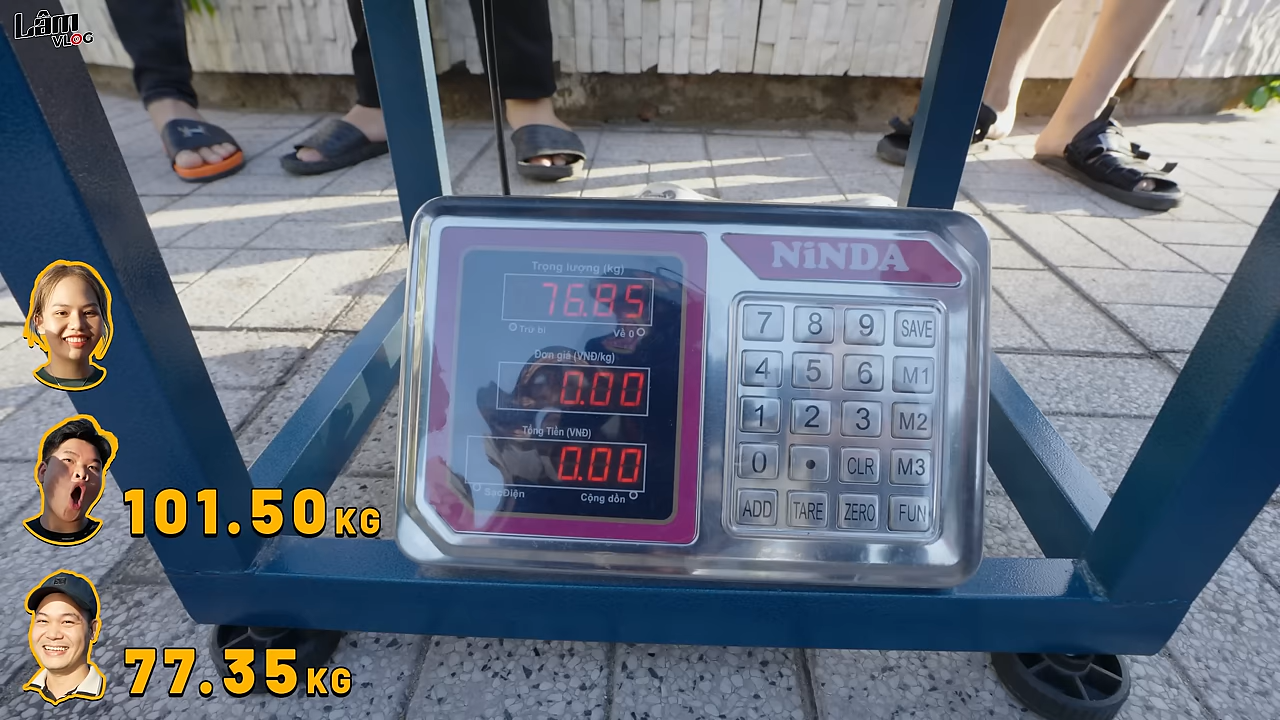 Lâm
VLOG
NiNDA
Trọng lượng (kg)
76.85
Trừ bì Về 0
Đơn giá (VNĐ/kg)
0.00
Tổng Tiền (VNĐ)
0.00
Sạc Điện Cộng dồn
7 8 9 SAVE
4 5 6 M1
1 2 3 M2
0 . CLR M3
ADD TARE ZERO FUN
101.50 KG
77.35 KG